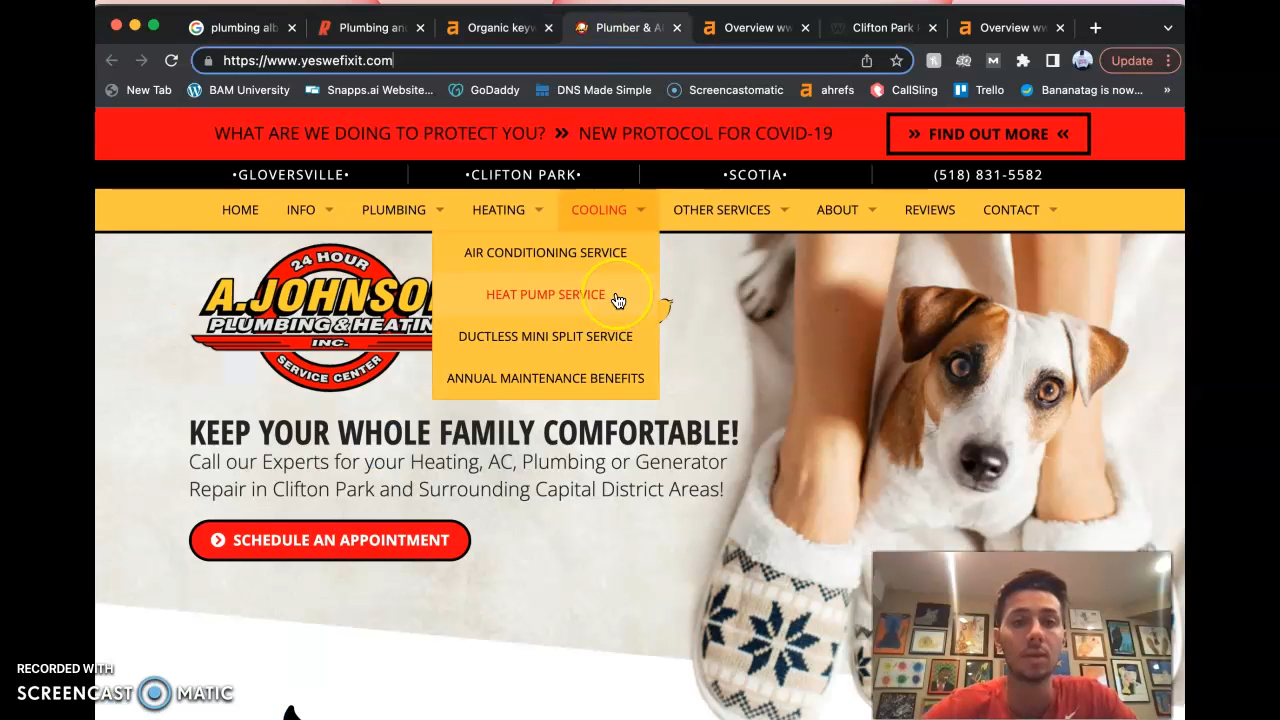 plumbing alb
Plumbing and
Organic keyw
Plumber & A
Overview ww
Clifton Park
Overview ww
https://www.yeswefixit.com
Update
New Tab
BAM University
Snapps.ai Website...
GoDaddy
DNS Made Simple
Screencastomatic
ahrefs
CallSling
Trello
Bananatag is now...
»
WHAT ARE WE DOING TO PROTECT YOU? » NEW PROTOCOL FOR COVID-19
» FIND OUT MORE «
•GLOVERSVILLE•
•CLIFTON PARK•
•SCOTIA•
(518) 831-5582
HOME
INFO
PLUMBING
HEATING
COOLING
OTHER SERVICES
ABOUT
REVIEWS
CONTACT
AIR CONDITIONING SERVICE
HEAT PUMP SERVICE
DUCTLESS MINI SPLIT SERVICE
ANNUAL MAINTENANCE BENEFITS
24 HOUR
A.JOHNSO
PLUMBING & HEATIN
INC.
SERVICE CENTER
KEEP YOUR WHOLE FAMILY COMFORTABLE!
Call our Experts for your Heating, AC, Plumbing or Generator
Repair in Clifton Park and Surrounding Capital District Areas!
SCHEDULE AN APPOINTMENT
RECORDED WITH
SCREENCAST MATIC